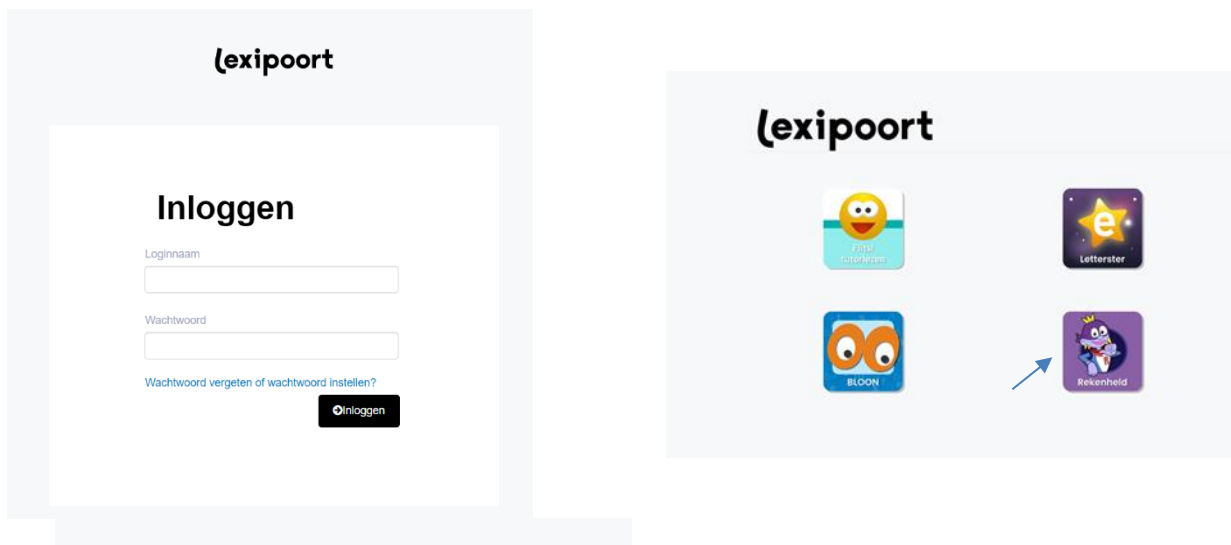 lexipoort
Inloggen
Loginnaam
Wachtwoord
Wachtwoord vergeten of wachtwoord instellen?
Inloggen
lexipoort
Flits!
tutorlezen
e
Letterster
BLOON
Rekenheld